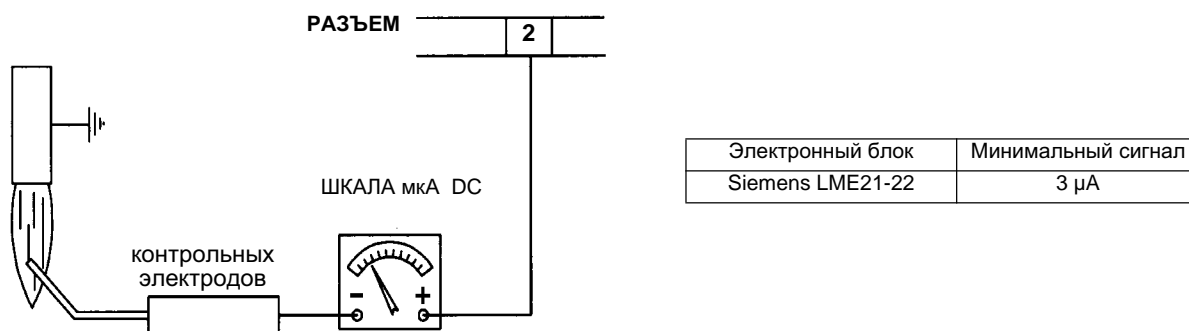 РАЗЪЕМ
2
ШКАЛА мкА DC
контрольных
электродов
- +
Электронный блок Минимальный сигнал
Siemens LME21-22 3 µA